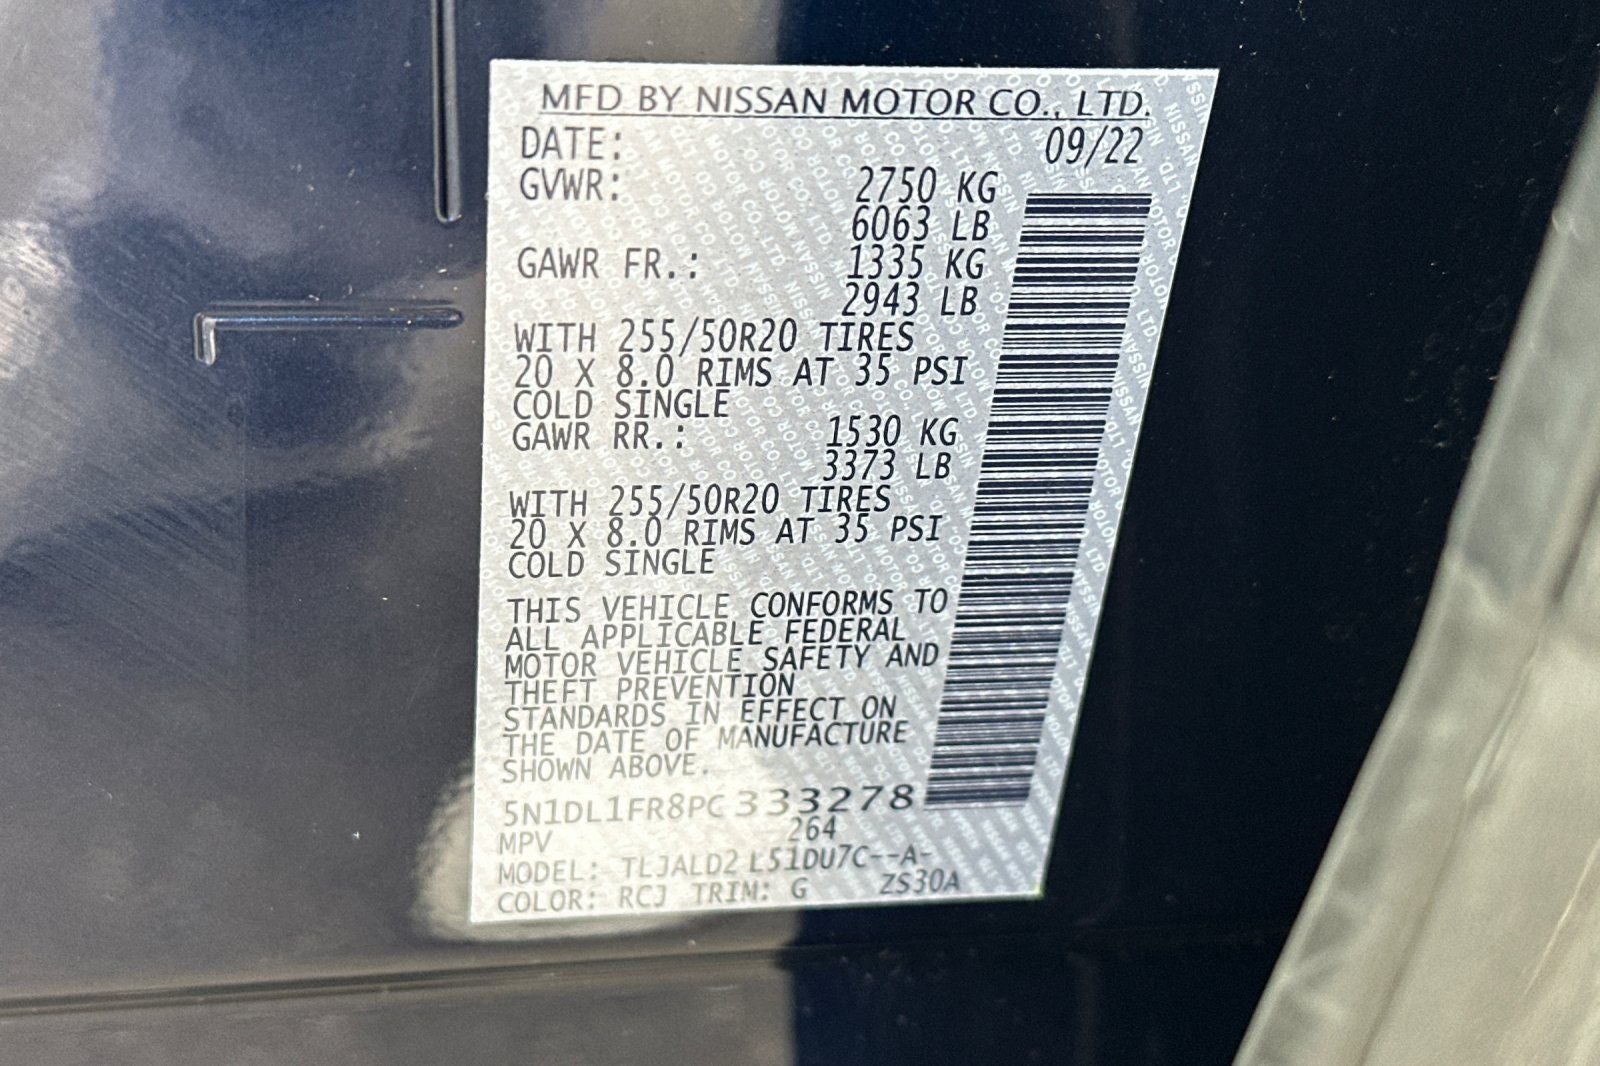 MFD BY NISSAN MOTOR CO., LTD.
DATE: 09/22
GVWR: 2750 KG
6063 LB
GAWR FR.: 1335 KG
2943 LB
WITH 255/50R20 TIRES
20 X 8.0 RIMS AT 35 PSI
COLD SINGLE
GAWR RR.: 1530 KG
3373 LB
WITH 255/50R20 TIRES
20 X 8.0 RIMS AT 35 PSI
COLD SINGLE
THIS VEHICLE CONFORMS TO
ALL APPLICABLE FEDERAL
MOTOR VEHICLE SAFETY AND
THEFT PREVENTION
STANDARDS IN EFFECT ON
THE DATE OF MANUFACTURE
SHOWN ABOVE.
5N1DL1FR8PC333278
MPV 264
MODEL: TLJALD2 L51DU7C--A-
COLOR: RCJ TRIM: G ZS30A